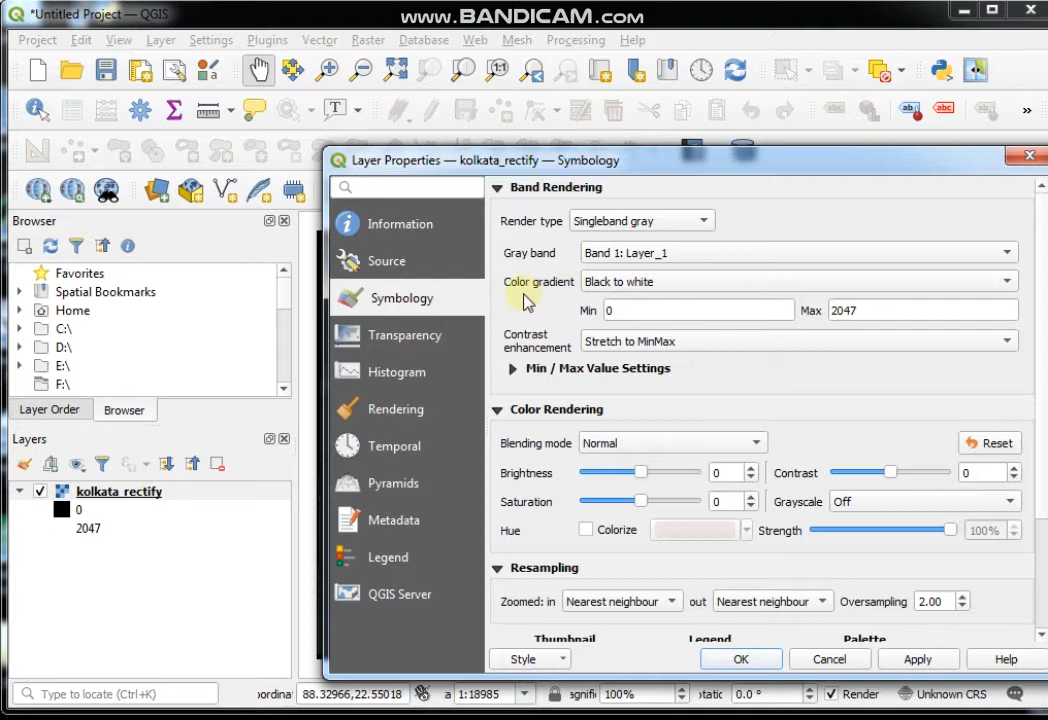 www.BANDICAM.com
*Untitled Project — QGIS
Project Edit View Layer Settings Plugins Vector Raster Database Web Mesh Processing Help
Browser
Favorites
Spatial Bookmarks
Home
C:\
D:\
E:\
F:\
Layer Order Browser
Layers
kolkata_rectify
0
2047
Layer Properties — kolkata_rectify — Symbology
Information
Source
Symbology
Transparency
Histogram
Rendering
Temporal
Pyramids
Metadata
Legend
QGIS Server
Band Rendering
Render type Singleband gray
Gray band Band 1: Layer_1
Color gradient Black to white
Min 0 Max 2047
Contrast
enhancement Stretch to MinMax
Min / Max Value Settings
Color Rendering
Blending mode Normal Reset
Brightness 0 Contrast 0
Saturation 0 Grayscale Off
Hue Colorize Strength 100%
Resampling
Zoomed: in Nearest neighbour out Nearest neighbour Oversampling 2.00
Thumbnail Legend Palette
Style OK Cancel Apply Help
Type to locate (Ctrl+K) oordina 88.32966,22.55018 a 1:18985 agnifi 100% otatic 0.0 ° Render Unknown CRS